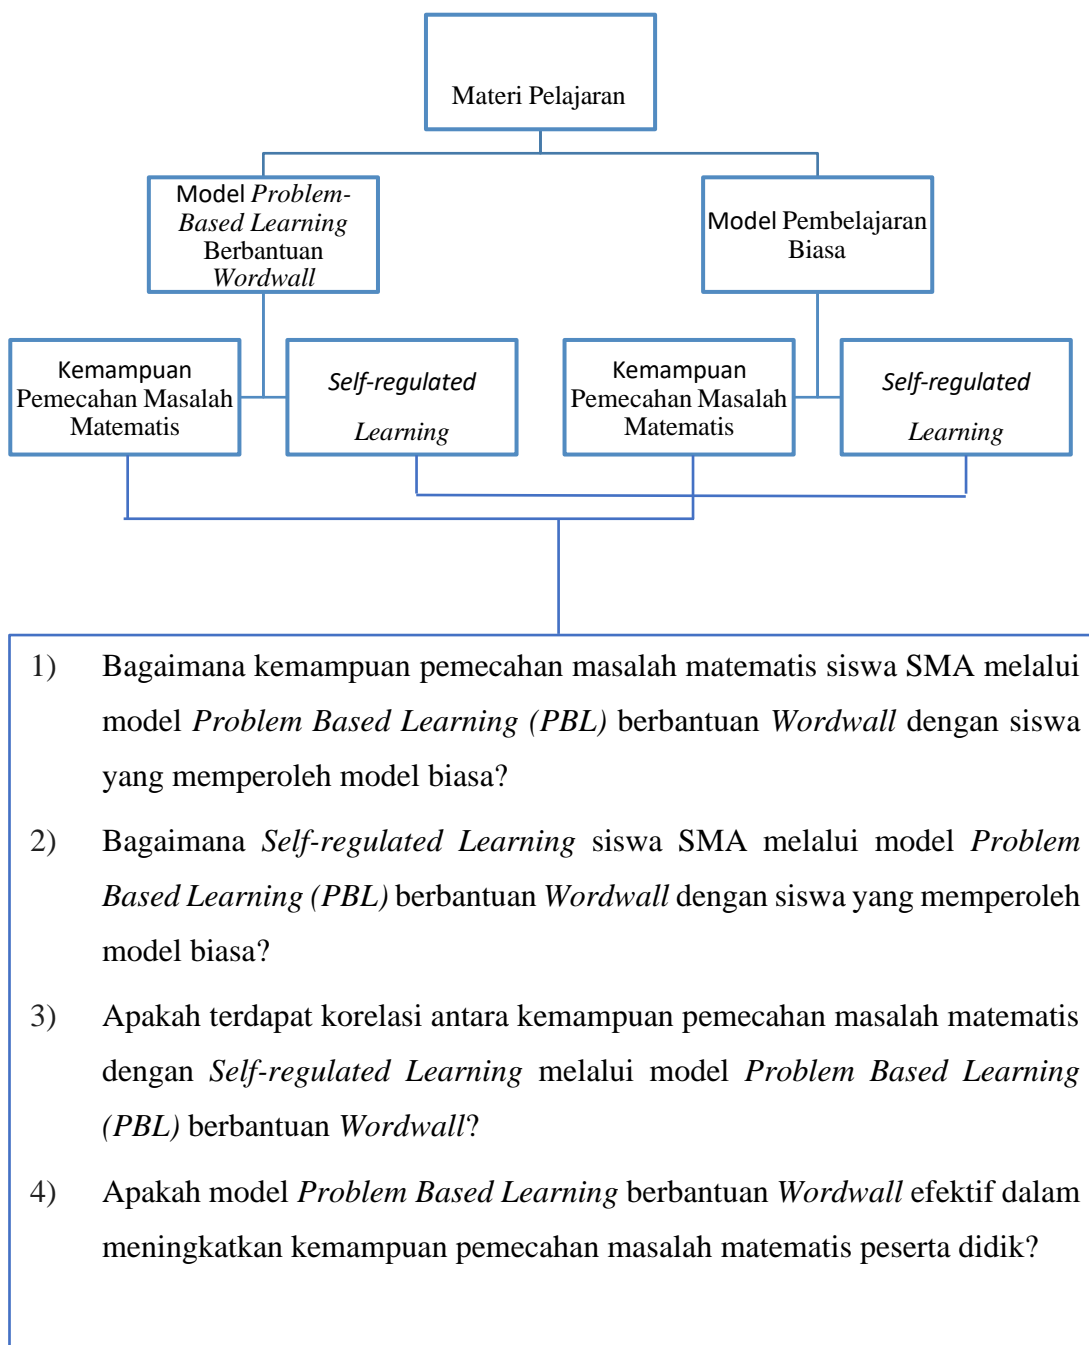 Materi Pelajaran
Model Problem-
Based Learning
Berbantuan
Wordwall
Model Pembelajaran
Biasa
Kemampuan
Pemecahan Masalah
Matematis
Self-regulated
Learning
Kemampuan
Pemecahan Masalah
Matematis
Self-regulated
Learning
1) Bagaimana kemampuan pemecahan masalah matematis siswa SMA melalui
model Problem Based Learning (PBL) berbantuan Wordwall dengan siswa
yang memperoleh model biasa?
2) Bagaimana Self-regulated Learning siswa SMA melalui model Problem
Based Learning (PBL) berbantuan Wordwall dengan siswa yang memperoleh
model biasa?
3) Apakah terdapat korelasi antara kemampuan pemecahan masalah matematis
dengan Self-regulated Learning melalui model Problem Based Learning
(PBL) berbantuan Wordwall?
4) Apakah model Problem Based Learning berbantuan Wordwall efektif dalam
meningkatkan kemampuan pemecahan masalah matematis peserta didik?